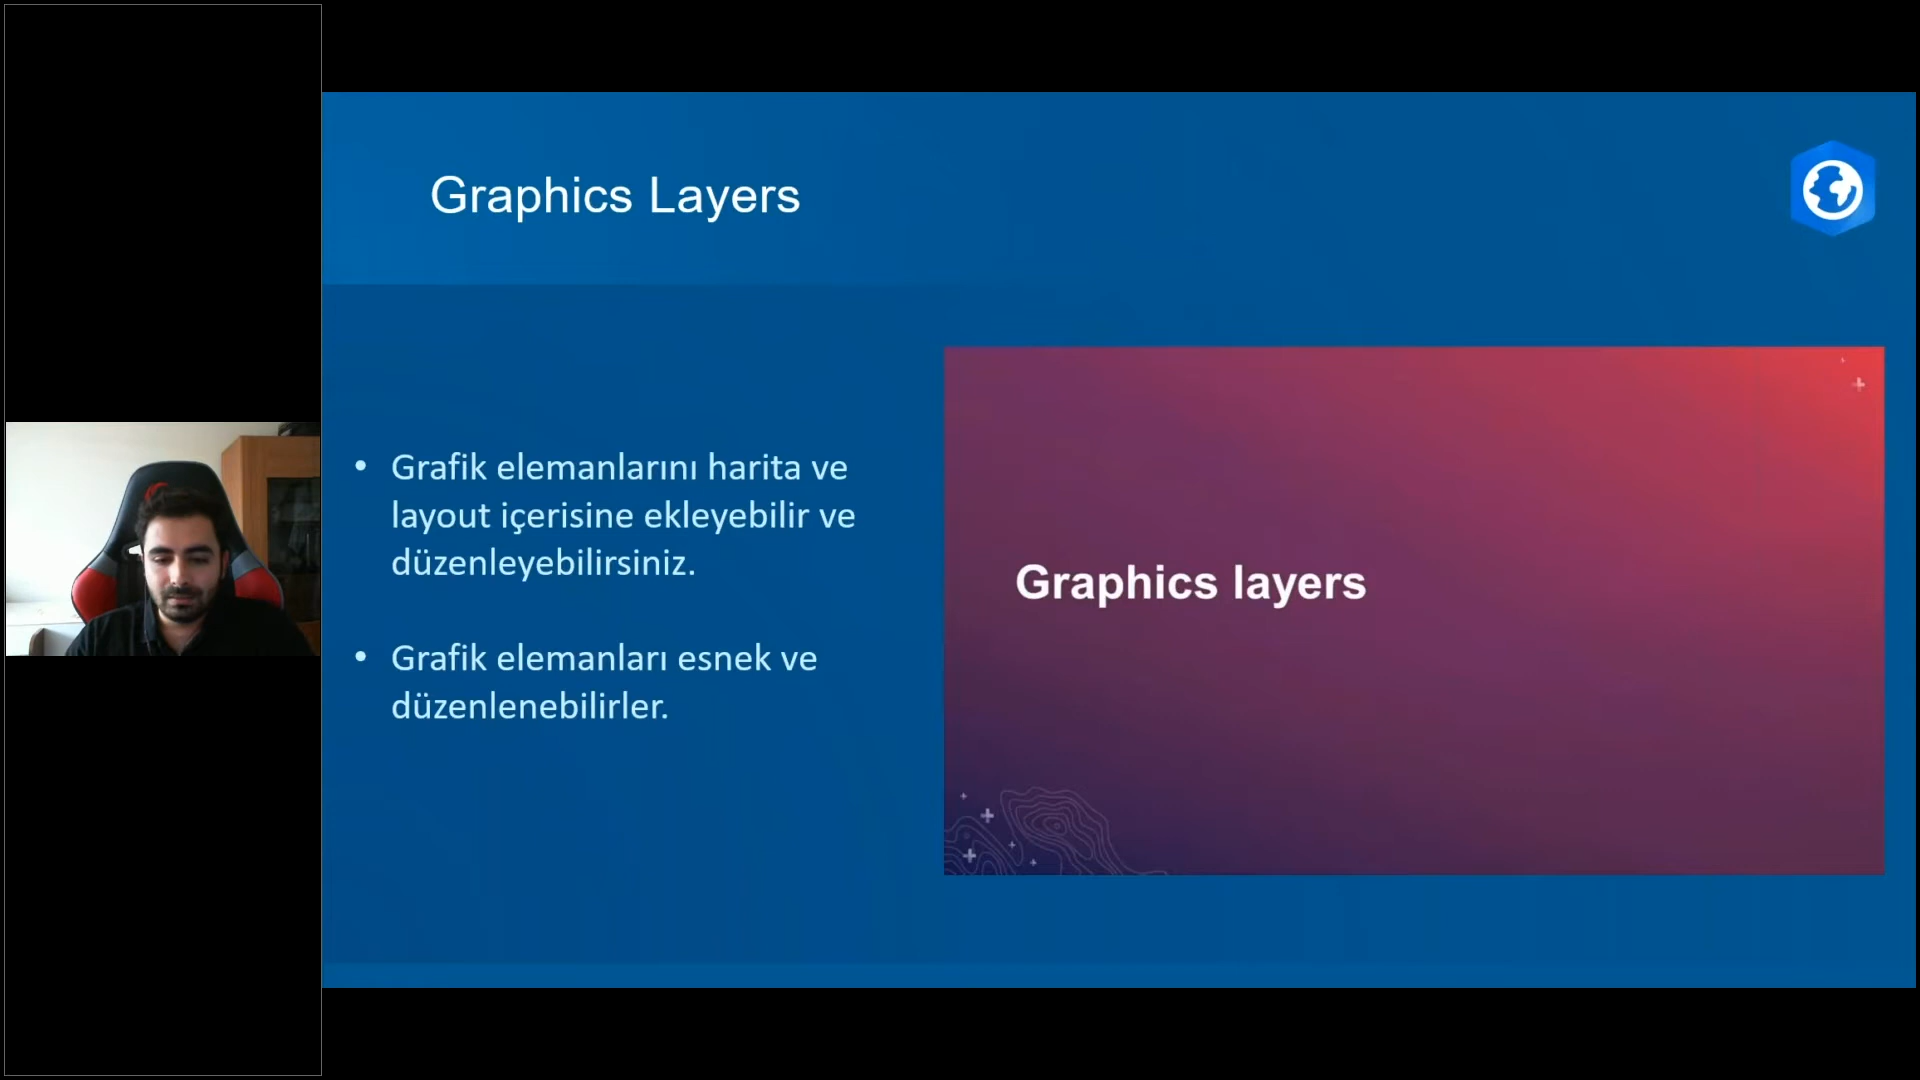 Graphics Layers
• Grafik elemanlarını harita ve
layout içerisine ekleyebilir ve
düzenleyebilirsiniz.
• Grafik elemanları esnek ve
düzenlenebilirler.
Graphics layers